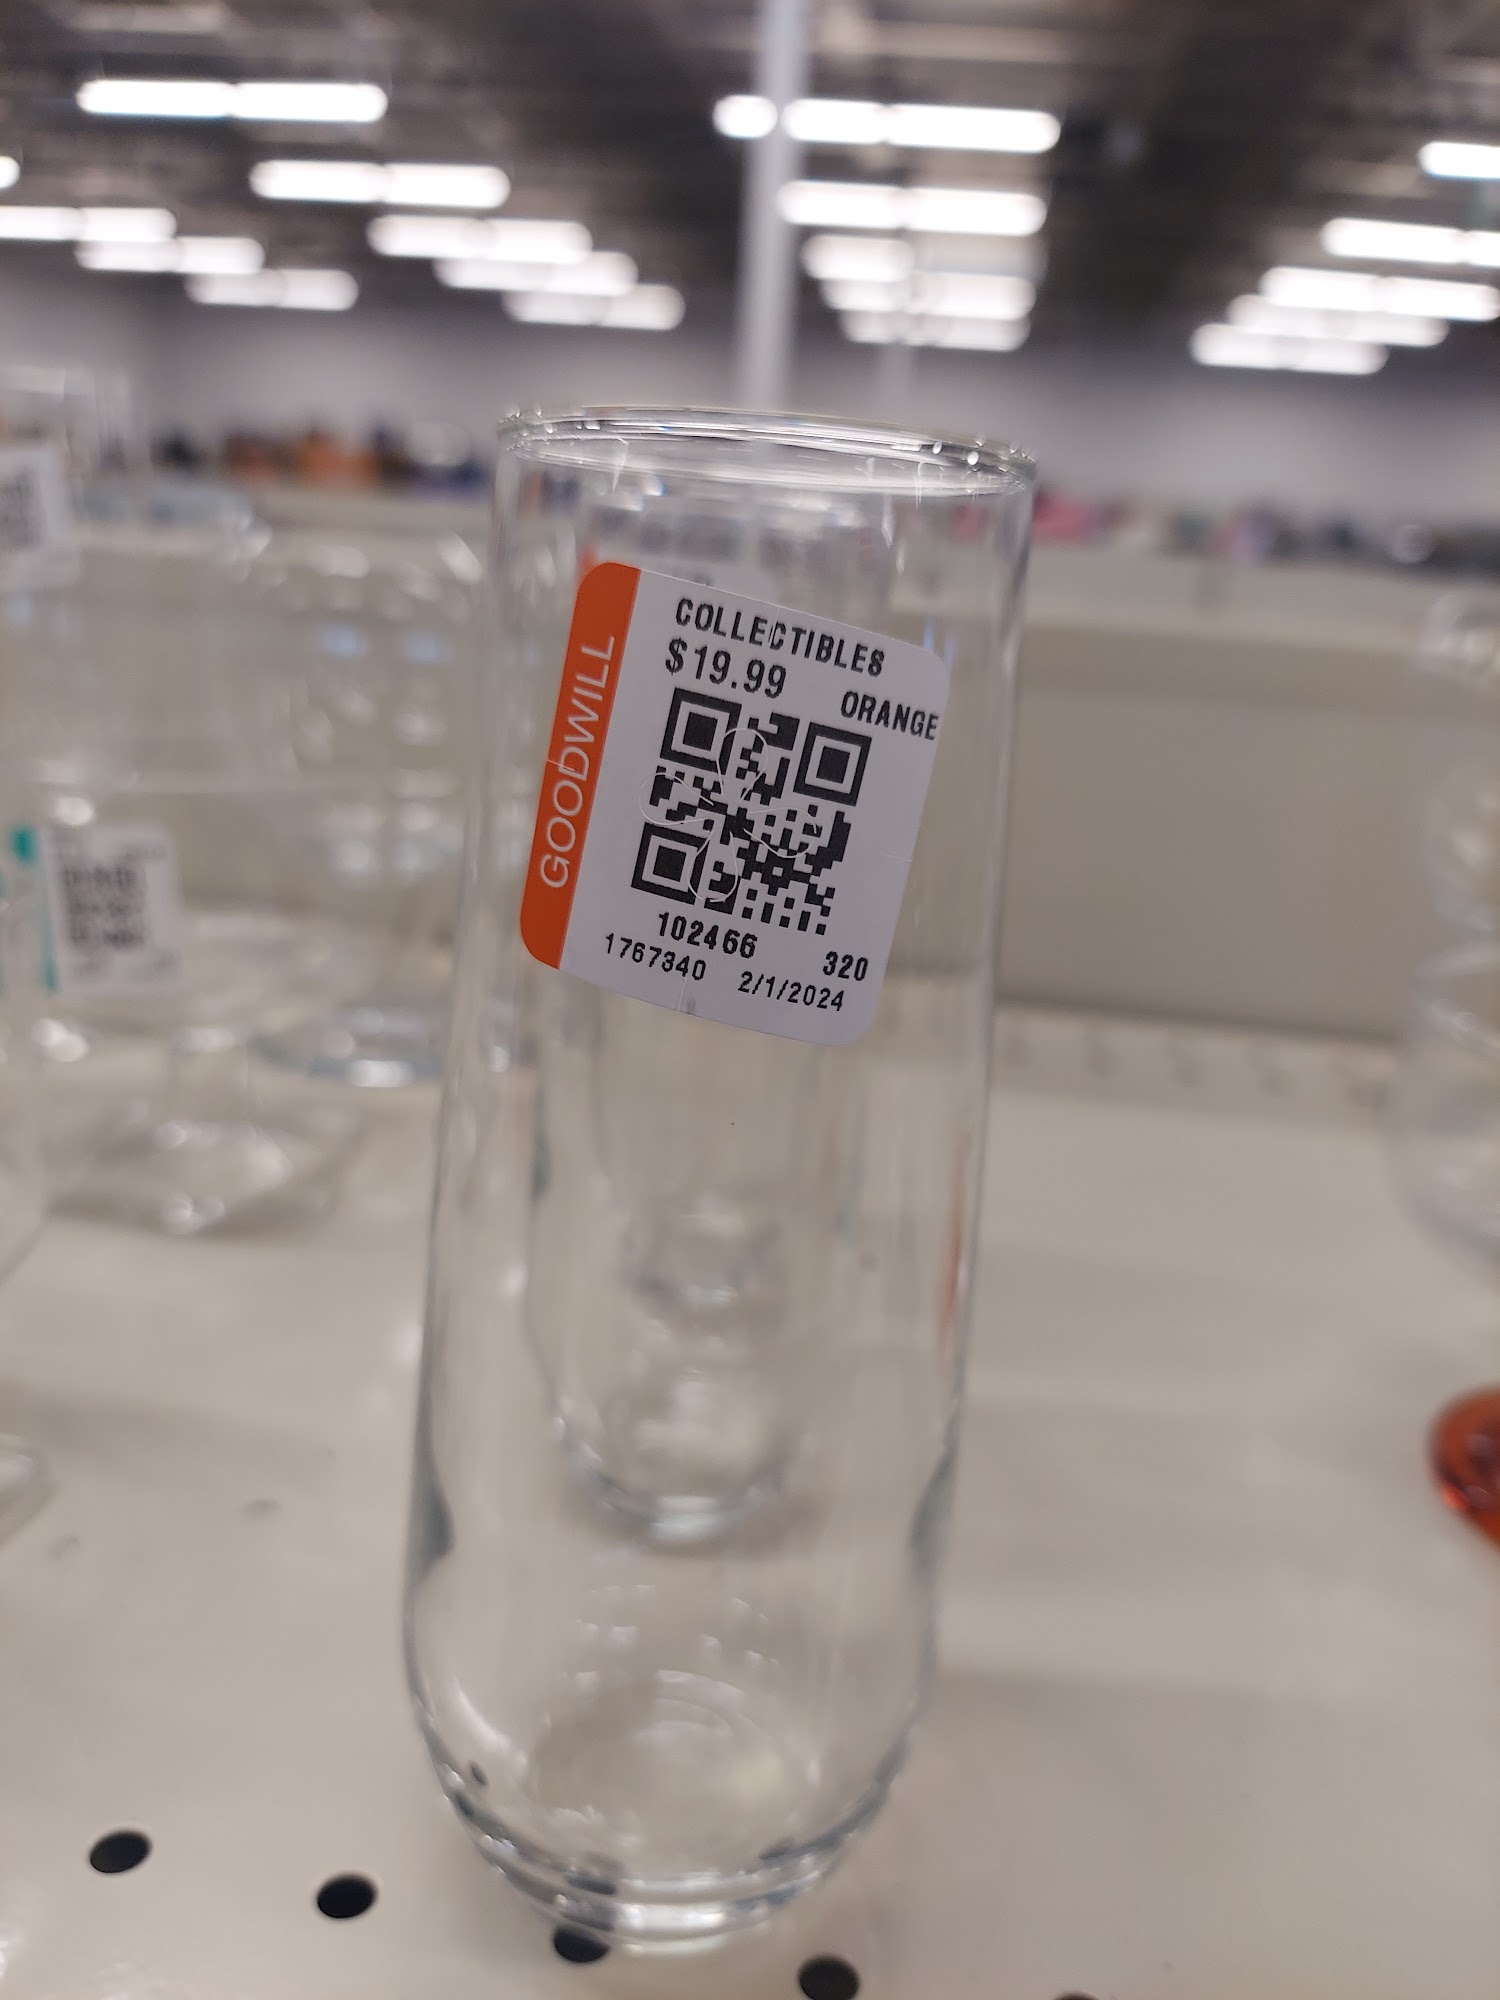 COLLECTIBLES
$19.99
ORANGE
GOODWILL
102466
320
1767340 2/1/2024